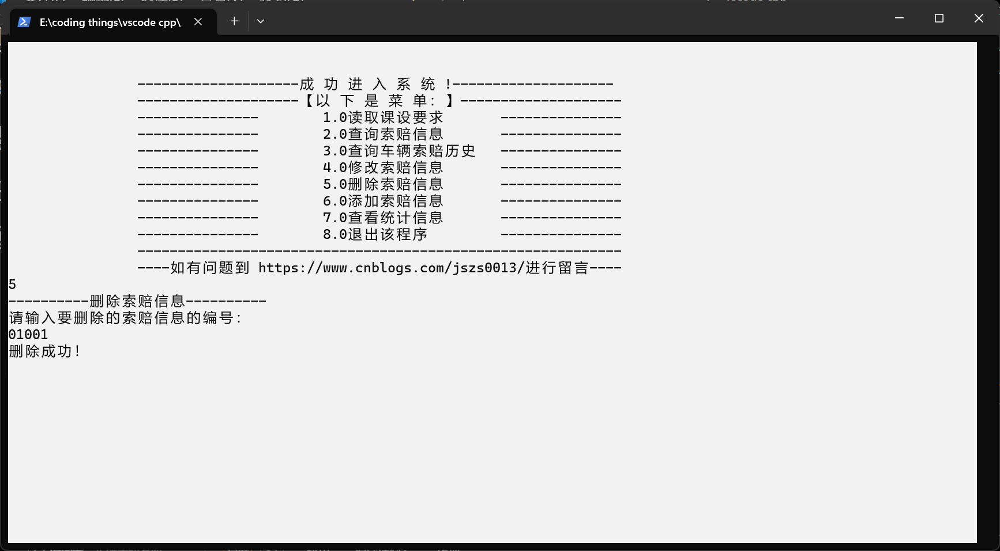 E:\coding things\vscode cpp\
--------------------成 功 进 入 系 统 !--------------------
--------------------【以 下 是 菜 单: 】--------------------
---------------        1.0读取课设要求       ---------------
---------------        2.0查询索赔信息       ---------------
---------------        3.0查询车辆索赔历史   ---------------
---------------        4.0修改索赔信息       ---------------
---------------        5.0删除索赔信息       ---------------
---------------        6.0添加索赔信息       ---------------
---------------        7.0查看统计信息       ---------------
---------------        8.0退出该程序         ---------------
------------------------------------------------------------
----如有问题到 https://www.cnblogs.com/jszs0013/进行留言----
5
----------删除索赔信息----------
请输入要删除的索赔信息的编号:
01001
删除成功!